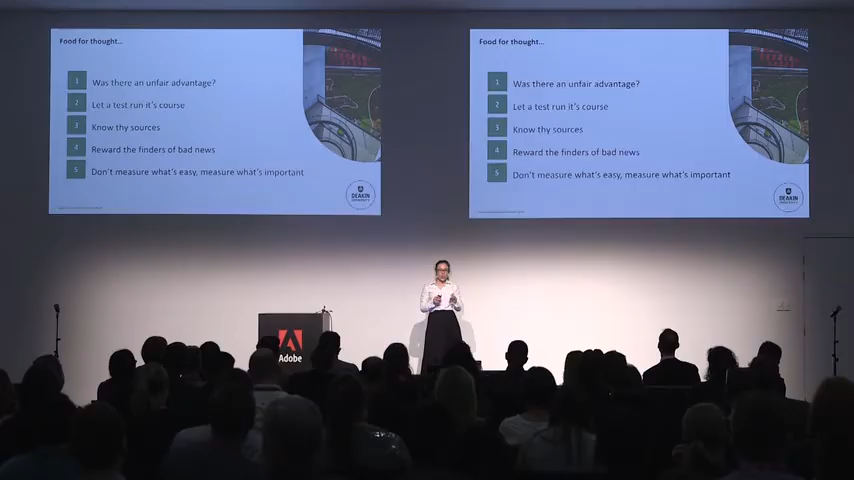 Food for thought...
1 Was there an unfair advantage?
2 Let a test run it's course
3 Know thy sources
4 Reward the finders of bad news
5 Don't measure what's easy, measure what's important
DEAKIN
UNIVERSITY
Food for thought...
1 Was there an unfair advantage?
2 Let a test run it's course
3 Know thy sources
4 Reward the finders of bad news
5 Don't measure what's easy, measure what's important
DEAKIN
UNIVERSITY
Adobe